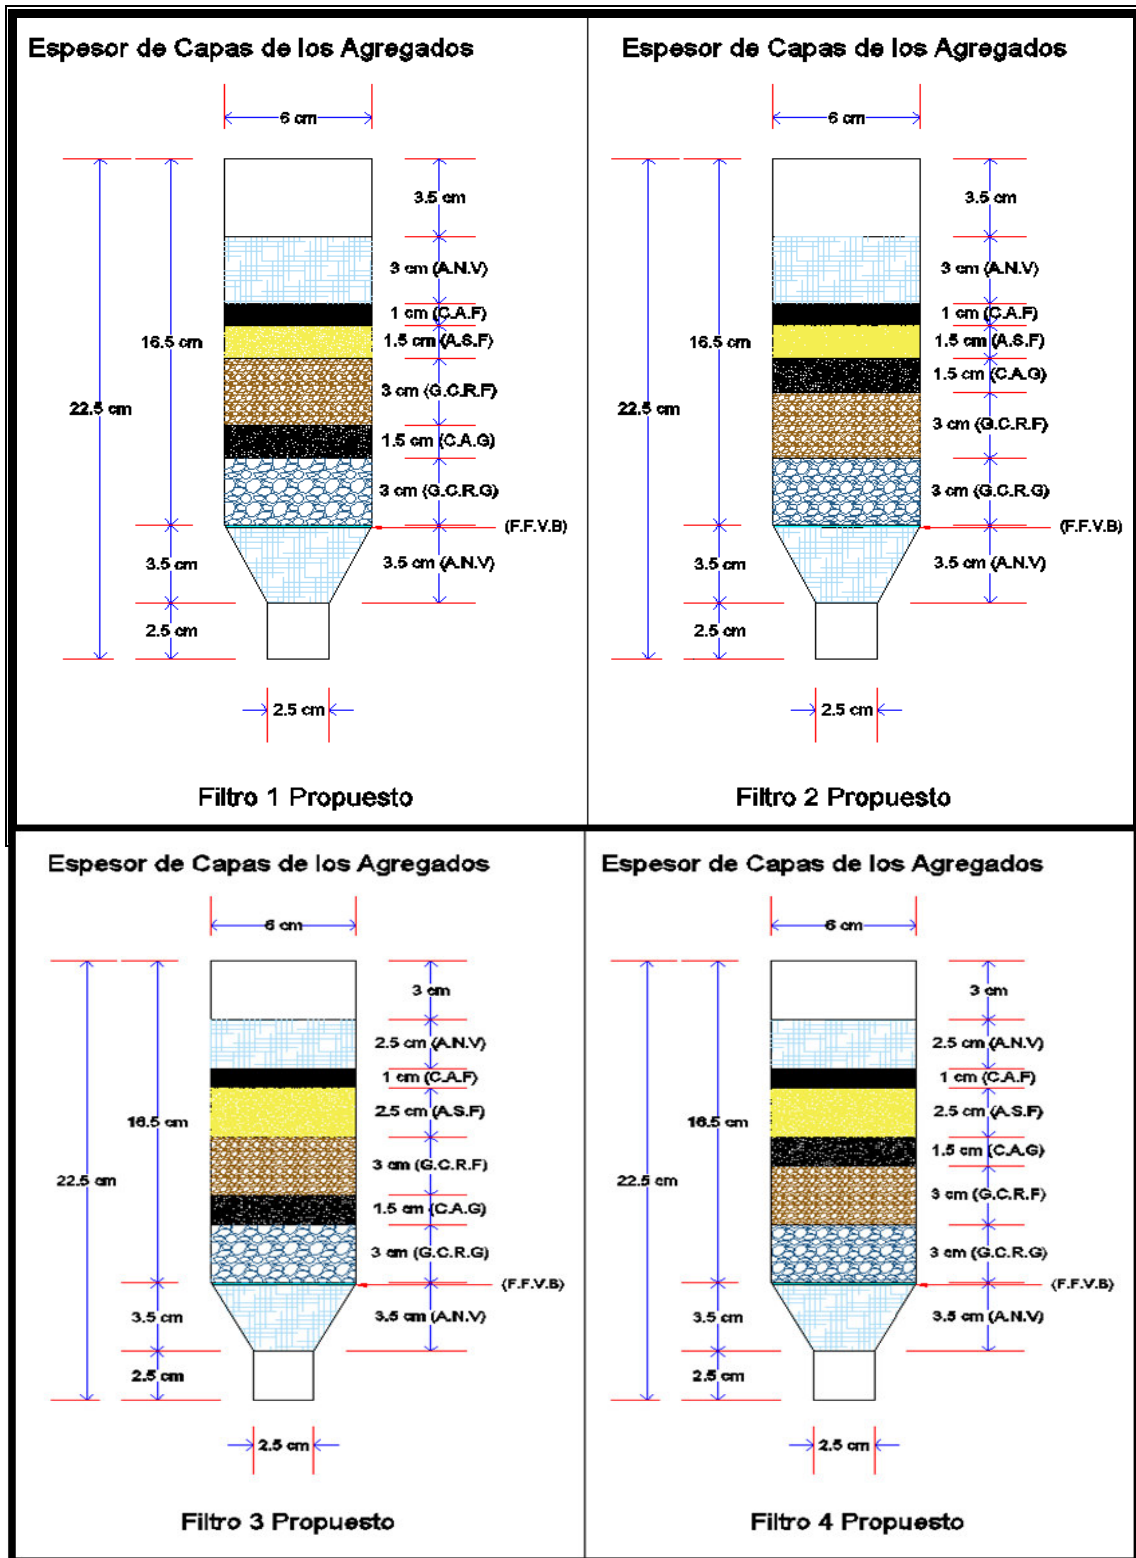 Espesor de Capas de los Agregados
6 cm
3.5 cm
3 cm (A.N.V)
1 cm (C.A.F)
16.5 cm
1.5 cm (A.S.F)
3 cm (G.C.R.F)
22.5 cm
1.5 cm (C.A.G)
3 cm (G.C.R.G)
(F.F.V.B)
3.5 cm
3.5 cm (A.N.V)
2.5 cm
2.5 cm
Filtro 1 Propuesto
Espesor de Capas de los Agregados
6 cm
3.5 cm
3 cm (A.N.V)
1 cm (C.A.F)
16.5 cm
1.5 cm (A.S.F)
1.5 cm (C.A.G)
22.5 cm
3 cm (G.C.R.F)
3 cm (G.C.R.G)
(F.F.V.B)
3.5 cm
3.5 cm (A.N.V)
2.5 cm
2.5 cm
Filtro 2 Propuesto
Espesor de Capas de los Agregados
6 cm
3 cm
2.5 cm (A.N.V)
1 cm (C.A.F)
2.5 cm (A.S.F)
16.5 cm
3 cm (G.C.R.F)
22.5 cm
1.5 cm (C.A.G)
3 cm (G.C.R.G)
(F.F.V.B)
3.5 cm
3.5 cm (A.N.V)
2.5 cm
2.5 cm
Filtro 3 Propuesto
Espesor de Capas de los Agregados
6 cm
3 cm
2.5 cm (A.N.V)
1 cm (C.A.F)
2.5 cm (A.S.F)
16.5 cm
1.5 cm (C.A.G)
22.5 cm
3 cm (G.C.R.F)
3 cm (G.C.R.G)
(F.F.V.B)
3.5 cm
3.5 cm (A.N.V)
2.5 cm
2.5 cm
Filtro 4 Propuesto